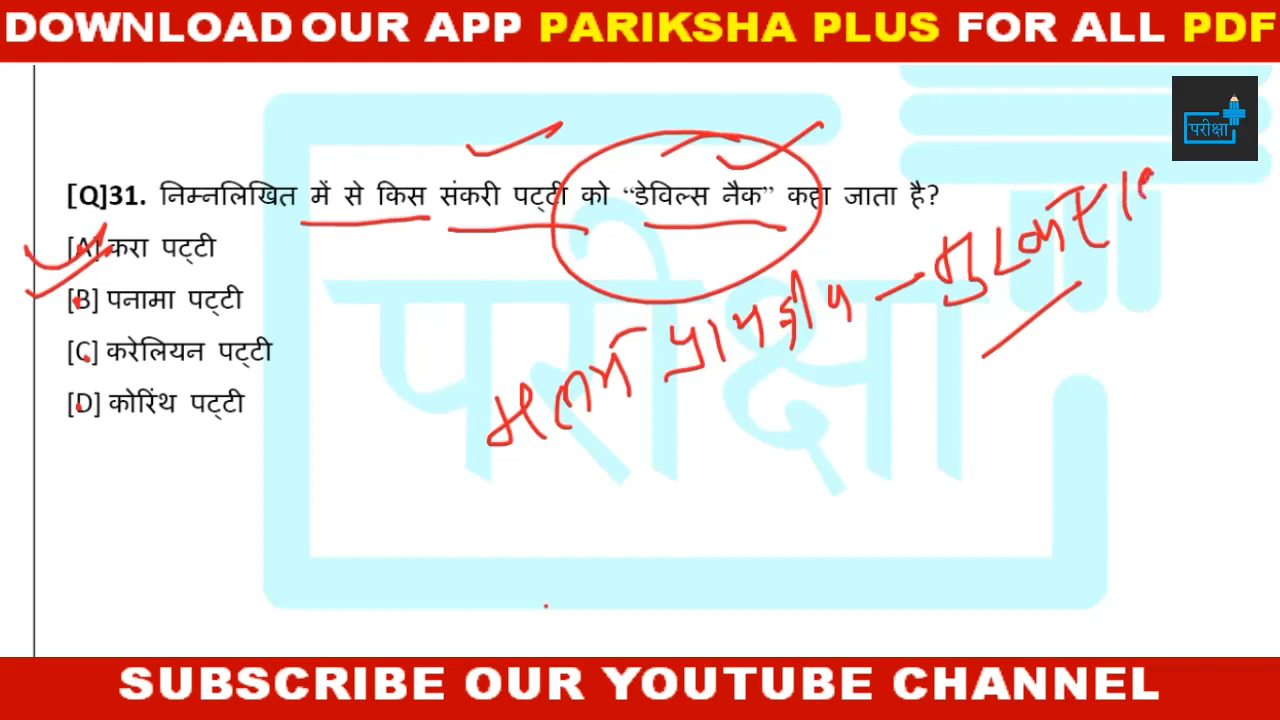 DOWNLOAD OUR APP PARIKSHA PLUS FOR ALL PDF
परीक्षा
[Q]31. निम्नलिखित में से किस संकरी पट्टी को “डेविल्स नैक” कहा जाता है?
[A] करा पट्टी
[B] पनामा पट्टी
[C] करेलियन पट्टी
[D] कोरिंथ पट्टी
परीक्षा
SUBSCRIBE OUR YOUTUBE CHANNEL